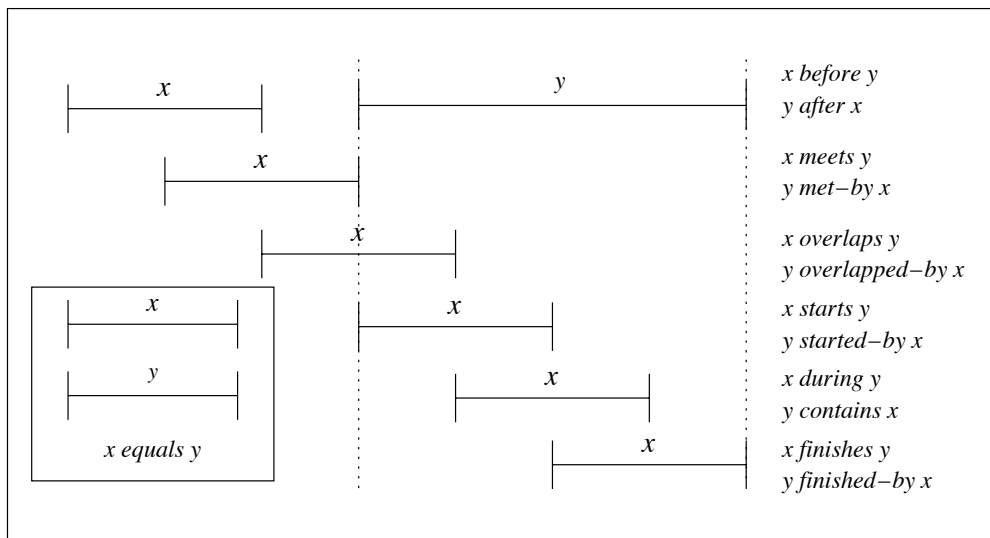 x
y
x before y
y after x
x
x meets y
y met–by x
x
x overlaps y
y overlapped–by x
x
x
x starts y
y started–by x
y
x
x during y
y contains x
x equals y
x
x finishes y
y finished–by x